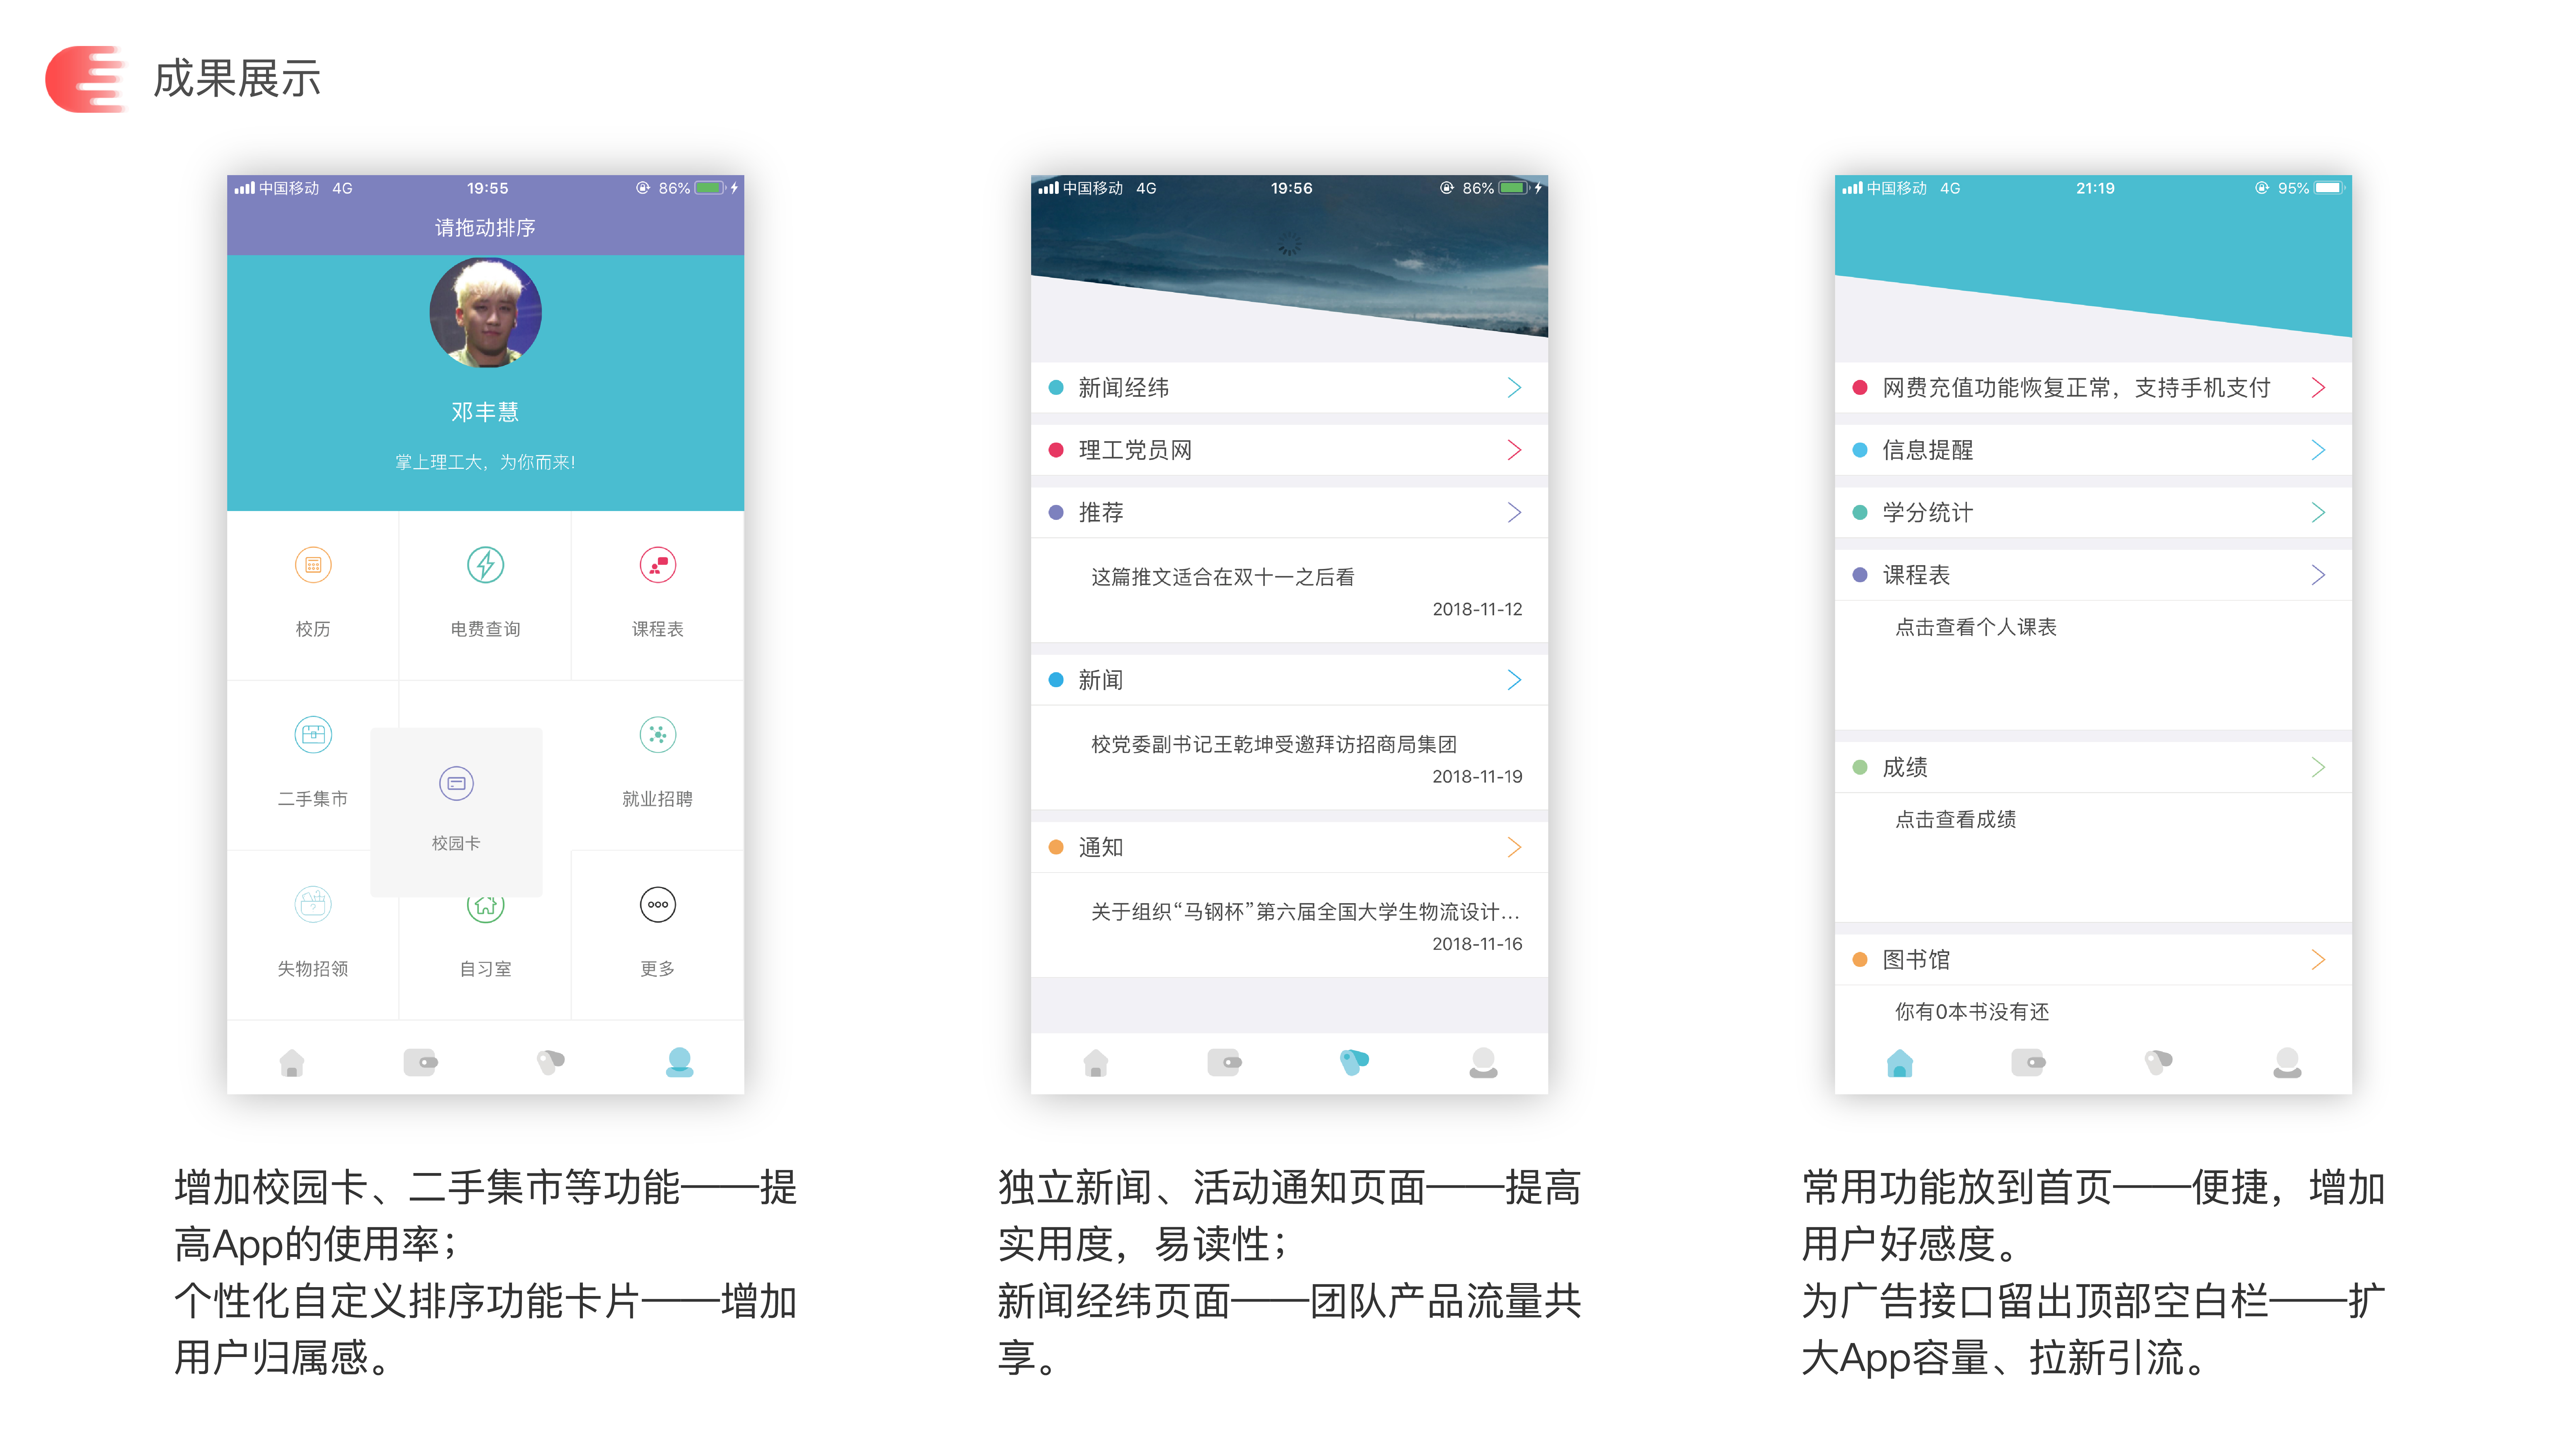 成果展示
中国移动 4G 19:55 86%
请拖动排序
邓丰慧
掌上理工大，为你而来!
校历 电费查询 课程表
二手集市 就业招聘
校园卡
失物招领 自习室 更多
增加校园卡、二手集市等功能——提
高App的使用率；
个性化自定义排序功能卡片——增加
用户归属感。
中国移动 4G 19:56 86%
新闻经纬
理工党员网
推荐
这篇推文适合在双十一之后看
2018-11-12
新闻
校党委副书记王乾坤受邀拜访招商局集团
2018-11-19
通知
关于组织“马钢杯”第六届全国大学生物流设计...
2018-11-16
独立新闻、活动通知页面——提高
实用度，易读性；
新闻经纬页面——团队产品流量共
享。
中国移动 4G 21:19 95%
网费充值功能恢复正常，支持手机支付
信息提醒
学分统计
课程表
点击查看个人课表
成绩
点击查看成绩
图书馆
你有0本书没有还
常用功能放到首页——便捷，增加
用户好感度。
为广告接口留出顶部空白栏——扩
大App容量、拉新引流。